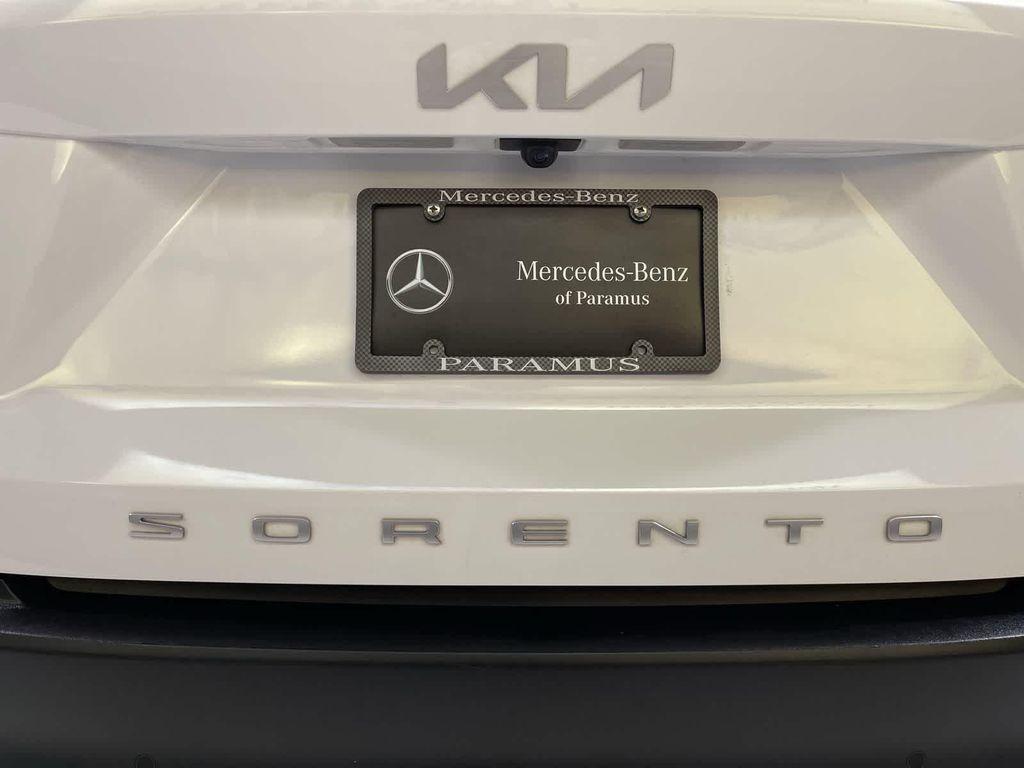 KIA
Mercedes-Benz
Mercedes-Benz
of Paramus
PARAMUS
SORENTO